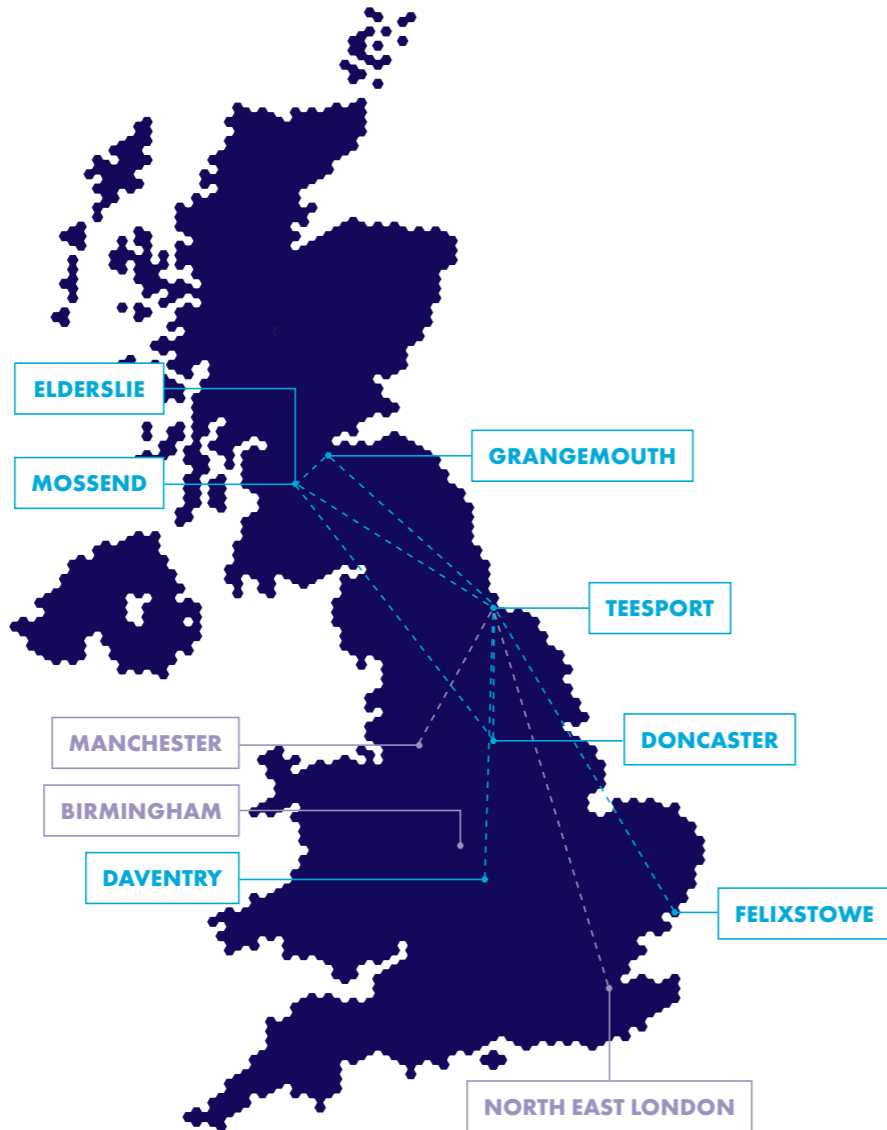 ELDERSLIE
GRANGEMOUTH
MOSSEND
TEESPORT
MANCHESTER
DONCASTER
BIRMINGHAM
DAVENTRY
FELIXSTOWE
NORTH EAST LONDON